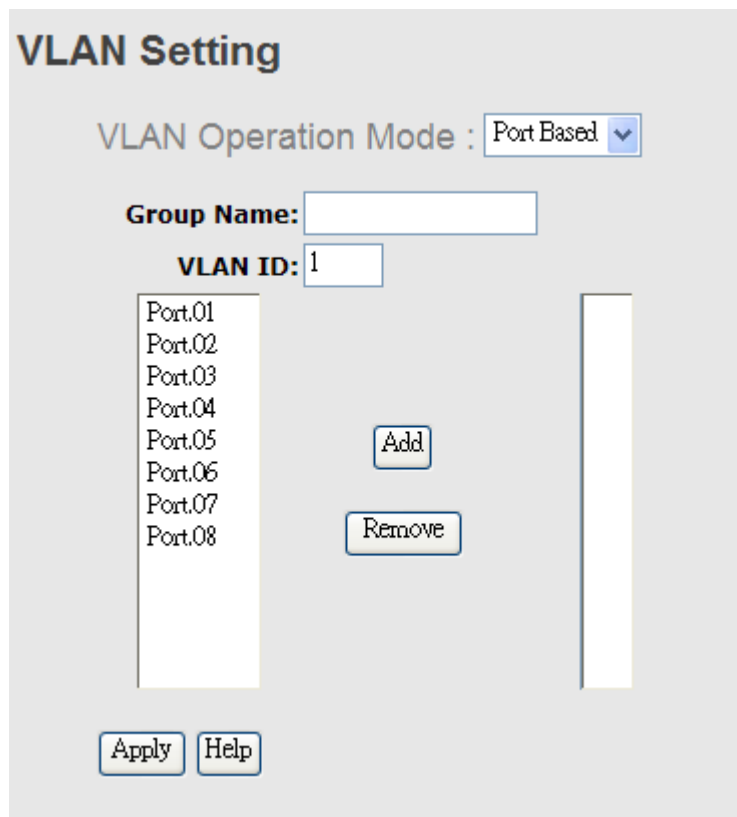 VLAN Setting
VLAN Operation Mode : Port Based
Group Name:
VLAN ID: 1
Port.01
Port.02
Port.03
Port.04
Port.05
Port.06
Port.07
Port.08
Add
Remove
Apply Help